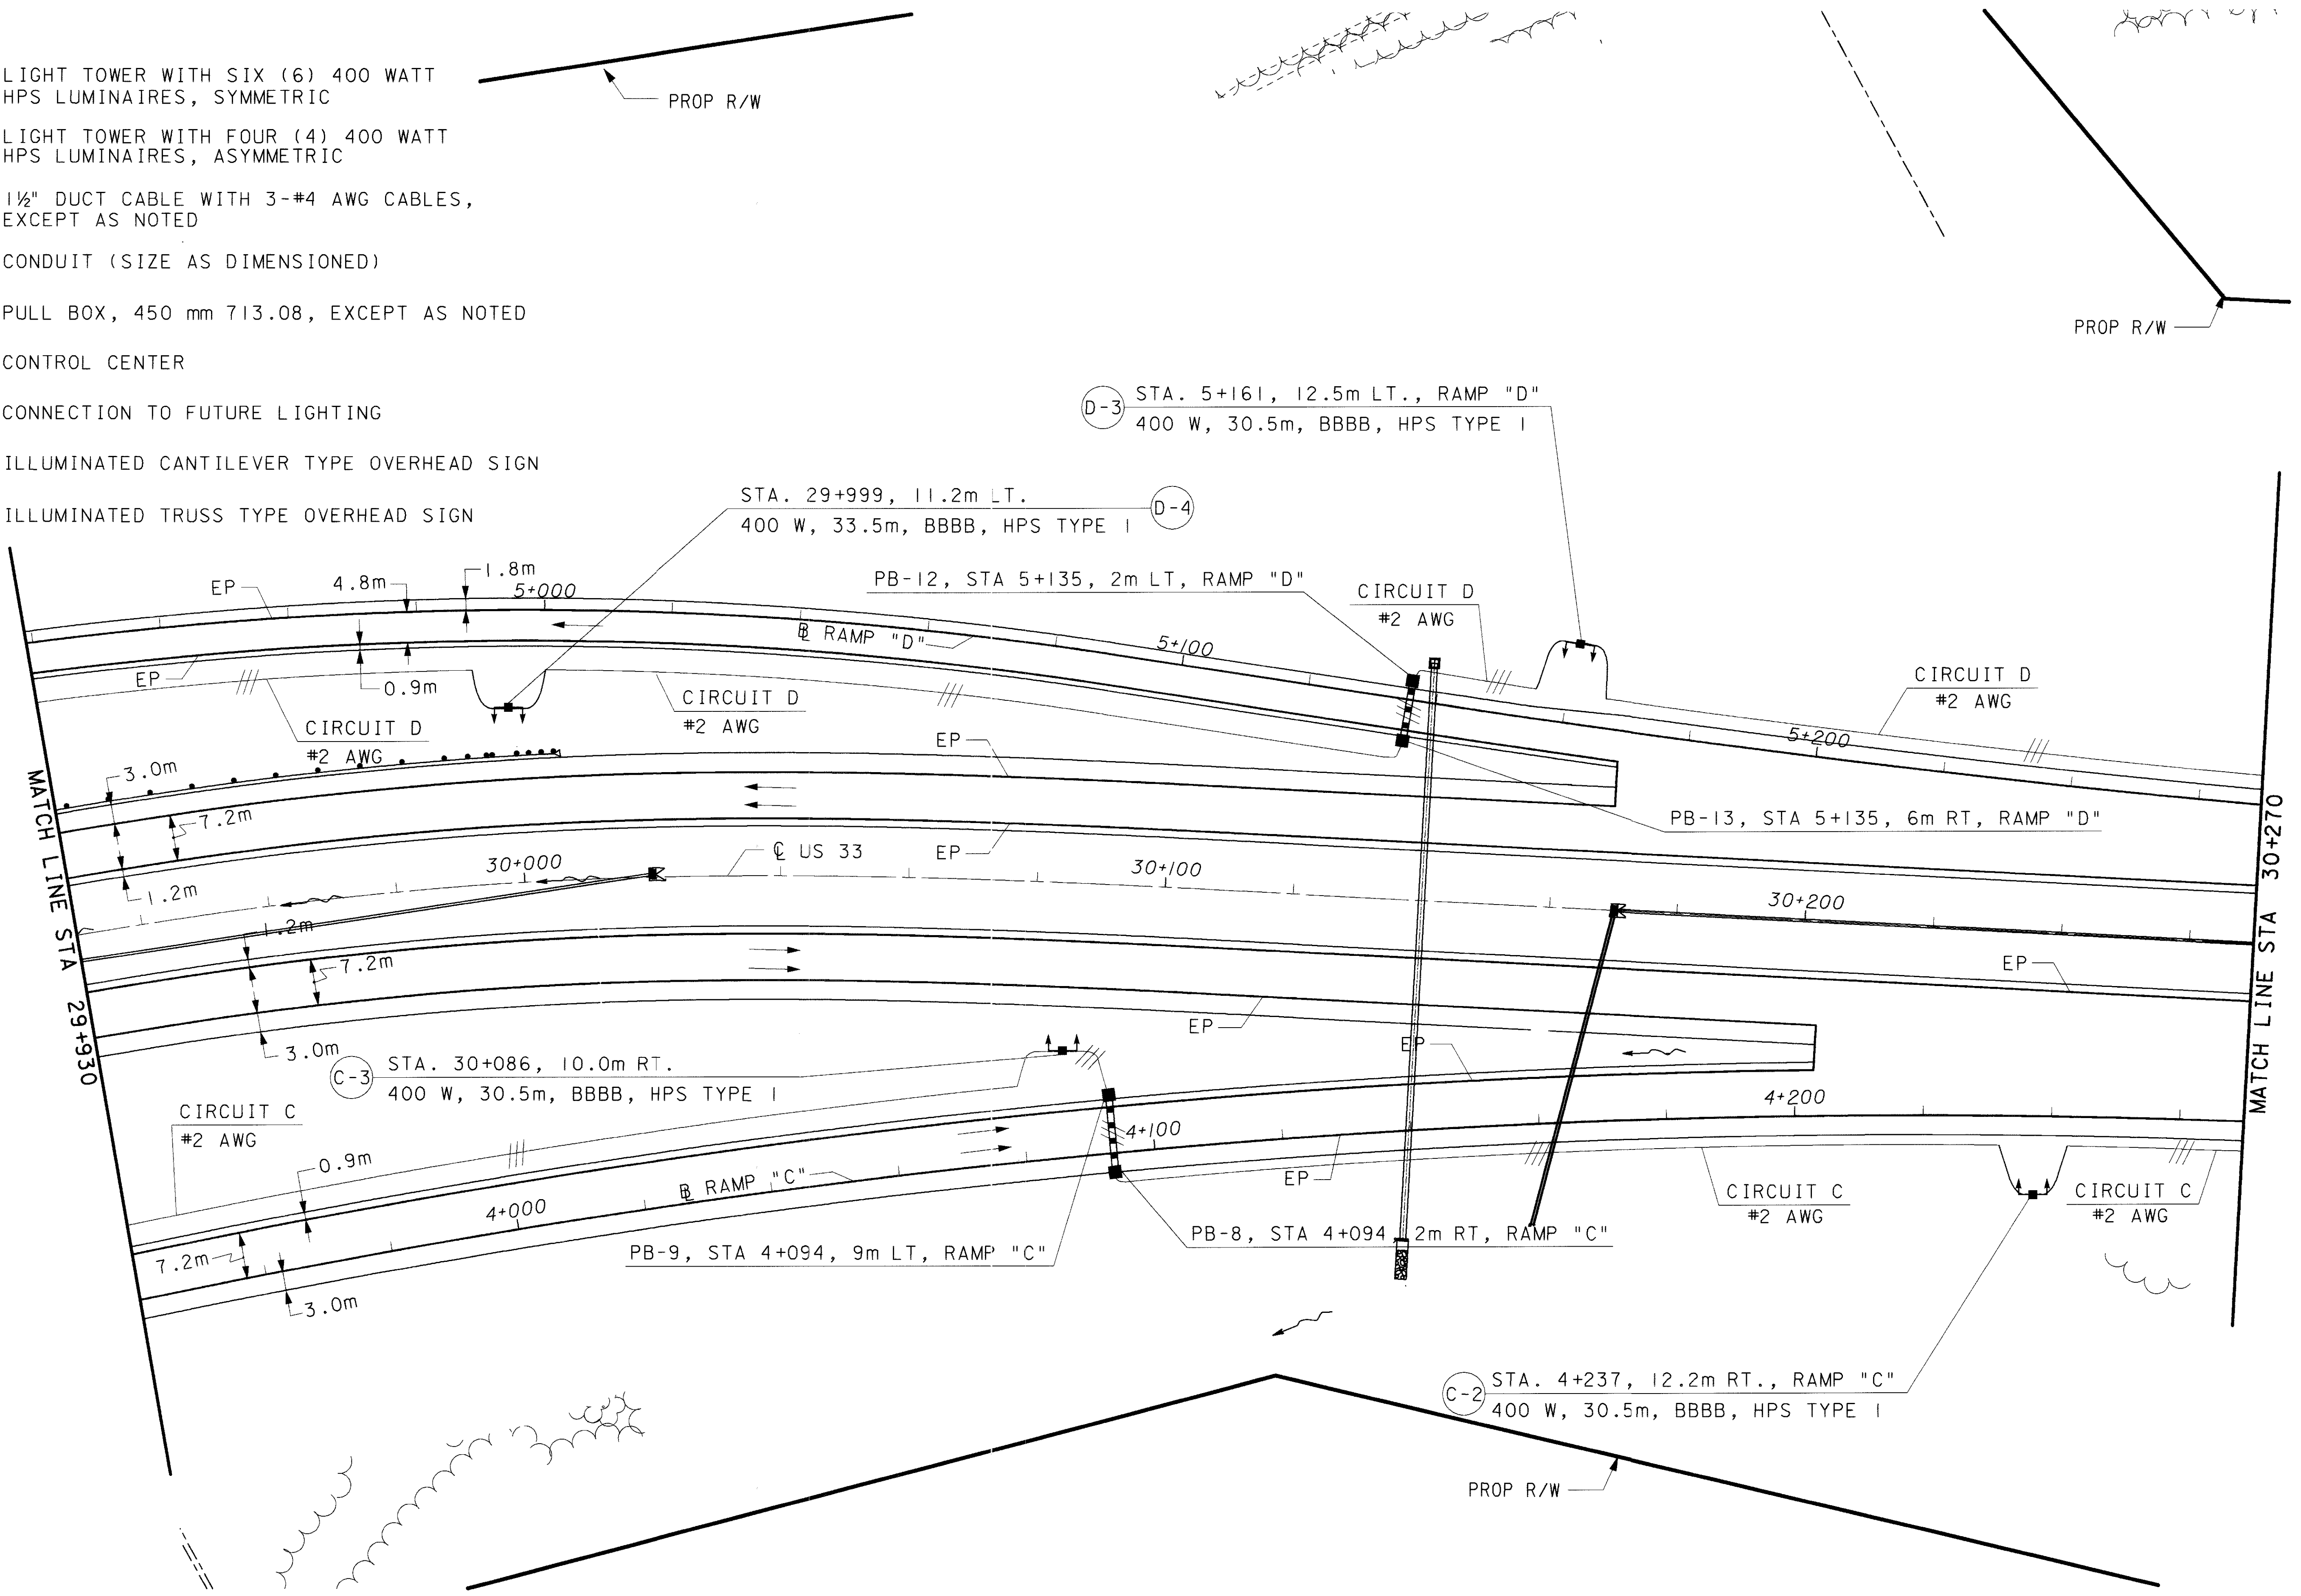 LIGHT TOWER WITH SIX (6) 400 WATT
HPS LUMINAIRES, SYMMETRIC
LIGHT TOWER WITH FOUR (4) 400 WATT
HPS LUMINAIRES, ASYMMETRIC
1½" DUCT CABLE WITH 3-#4 AWG CABLES,
EXCEPT AS NOTED
CONDUIT (SIZE AS DIMENSIONED)
PULL BOX, 450 mm 713.08, EXCEPT AS NOTED
CONTROL CENTER
CONNECTION TO FUTURE LIGHTING
ILLUMINATED CANTILEVER TYPE OVERHEAD SIGN
ILLUMINATED TRUSS TYPE OVERHEAD SIGN
PROP R/W
PROP R/W
D-3
STA. 5+161, 12.5m LT., RAMP "D"
400 W, 30.5m, BBBB, HPS TYPE 1
STA. 29+999, 11.2m LT.
400 W, 33.5m, BBBB, HPS TYPE 1
D-4
EP
4.8m
1.8m
5+000
PB-12, STA 5+135, 2m LT, RAMP "D"
CIRCUIT D
#2 AWG
℄ RAMP "D"
5+100
EP
0.9m
CIRCUIT D
#2 AWG
CIRCUIT D
#2 AWG
CIRCUIT D
#2 AWG
5+200
EP
3.0m
7.2m
PB-13, STA 5+135, 6m RT, RAMP "D"
MATCH LINE STA 29+930
MATCH LINE STA 30+270
1.2m
30+000
℄ US 33
EP
30+100
30+200
1.2m
7.2m
EP
3.0m
EP
EP
C-3
STA. 30+086, 10.0m RT.
400 W, 30.5m, BBBB, HPS TYPE 1
CIRCUIT C
#2 AWG
4+100
4+200
0.9m
℄ RAMP "C"
EP
4+000
CIRCUIT C
#2 AWG
CIRCUIT C
#2 AWG
7.2m
3.0m
PB-9, STA 4+094, 9m LT, RAMP "C"
PB-8, STA 4+094, 2m RT, RAMP "C"
C-2
STA. 4+237, 12.2m RT., RAMP "C"
400 W, 30.5m, BBBB, HPS TYPE 1
PROP R/W